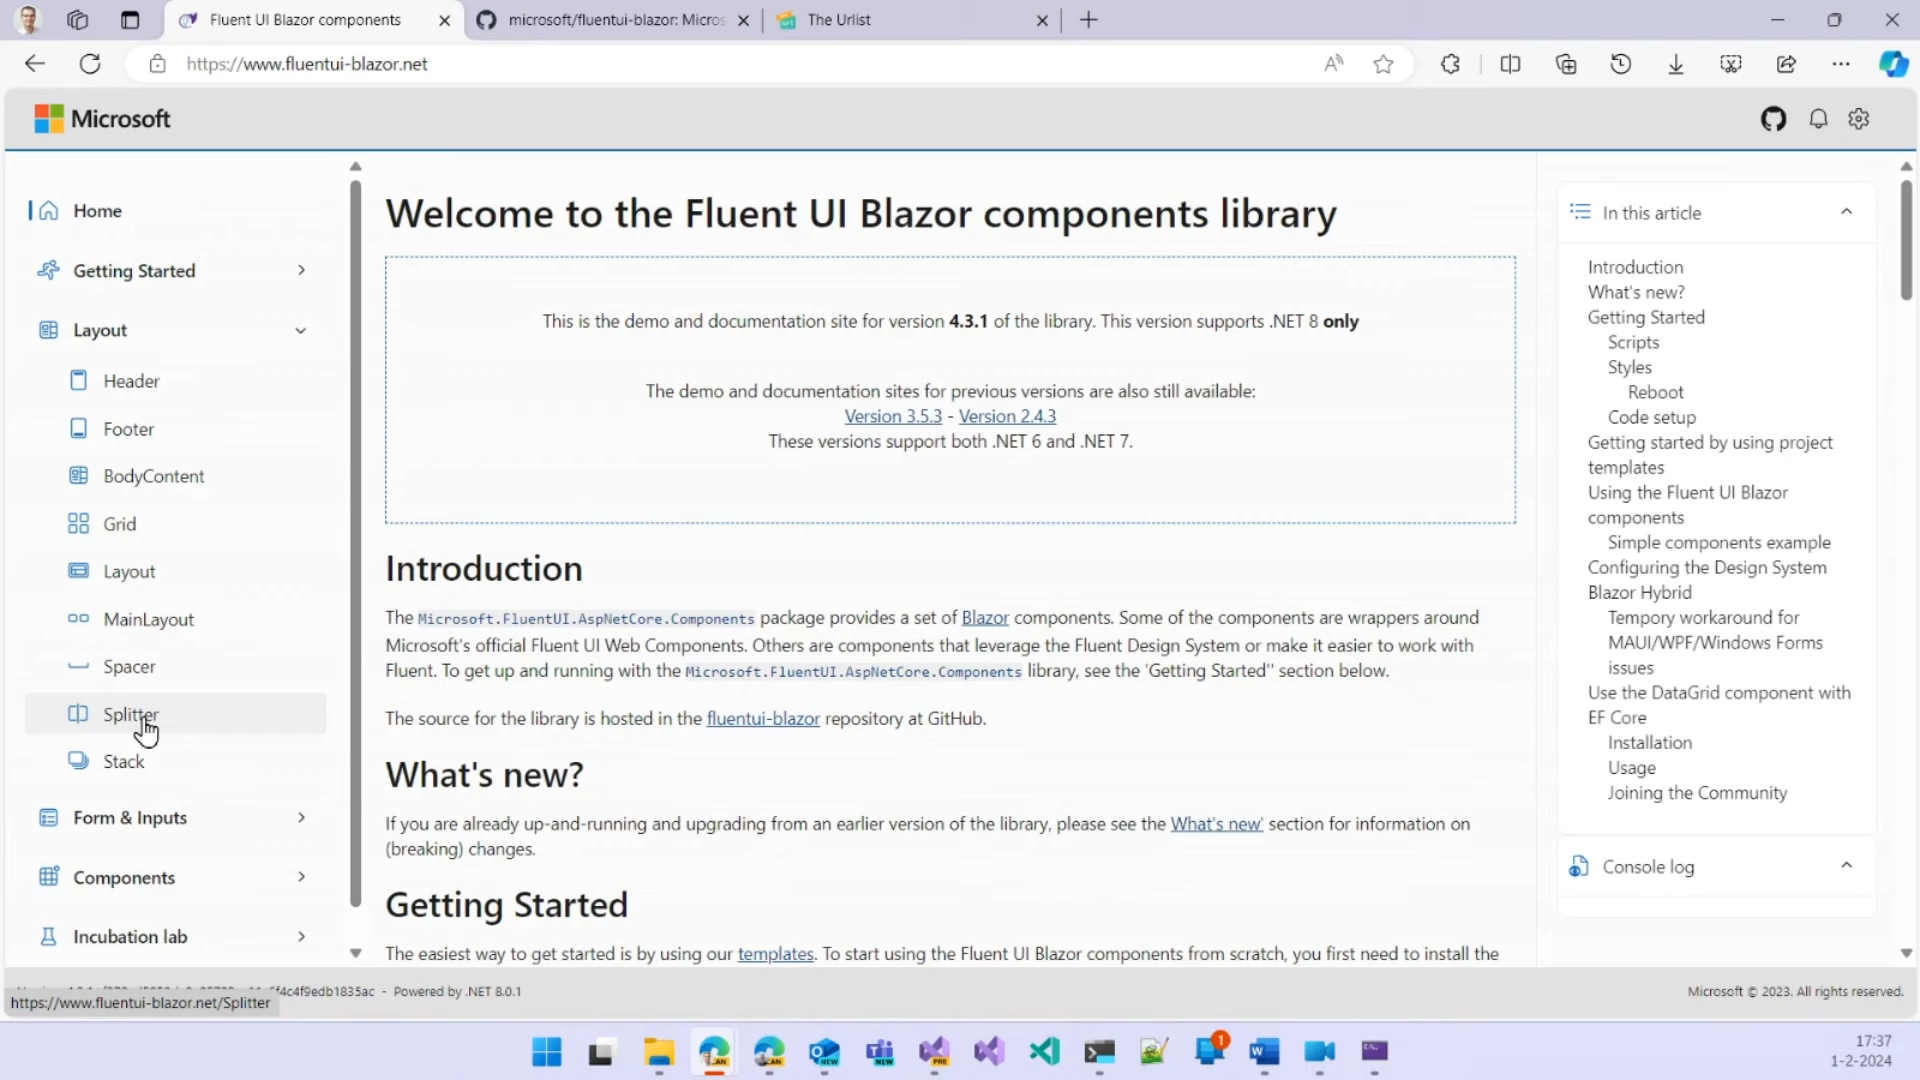 Fluent UI Blazor components
microsoft/fluentui-blazor: Micros
The Urlist
https://www.fluentui-blazor.net
Microsoft
Home
Getting Started
Layout
Header
Footer
BodyContent
Grid
Layout
MainLayout
Spacer
Splitter
Stack
Form & Inputs
Components
Incubation lab
Welcome to the Fluent UI Blazor components library
This is the demo and documentation site for version 4.3.1 of the library. This version supports .NET 8 only
The demo and documentation sites for previous versions are also still available:
Version 3.5.3 - Version 2.4.3
These versions support both .NET 6 and .NET 7.
Introduction
The Microsoft.FluentUI.AspNetCore.Components package provides a set of Blazor components. Some of the components are wrappers around
Microsoft's official Fluent UI Web Components. Others are components that leverage the Fluent Design System or make it easier to work with
Fluent. To get up and running with the Microsoft.FluentUI.AspNetCore.Components library, see the 'Getting Started'' section below.
The source for the library is hosted in the fluentui-blazor repository at GitHub.
What's new?
If you are already up-and-running and upgrading from an earlier version of the library, please see the What's new' section for information on
(breaking) changes.
Getting Started
The easiest way to get started is by using our templates. To start using the Fluent UI Blazor components from scratch, you first need to install the
In this article
Introduction
What's new?
Getting Started
Scripts
Styles
Reboot
Code setup
Getting started by using project
templates
Using the Fluent UI Blazor
components
Simple components example
Configuring the Design System
Blazor Hybrid
Tempory workaround for
MAUI/WPF/Windows Forms
issues
Use the DataGrid component with
EF Core
Installation
Usage
Joining the Community
Console log
6f4c4f9edb1835ac - Powered by .NET 8.0.1
Microsoft © 2023. All rights reserved.
https://www.fluentui-blazor.net/Splitter
CAN
CAN
NEW
NEW
PRE
1
17:37
1-2-2024